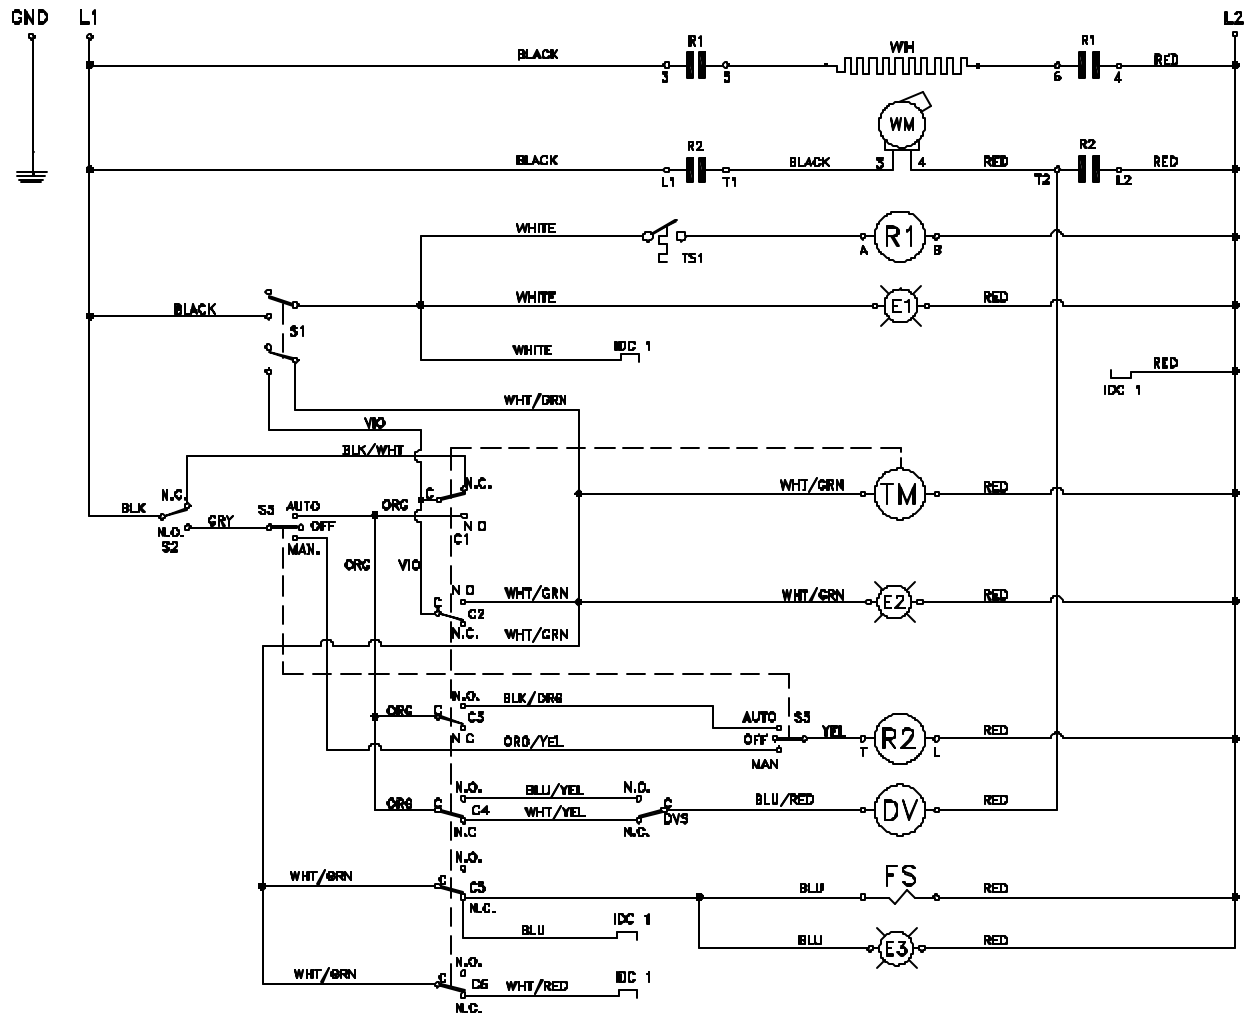 GND L1 L2
BLACK R1 WH R1 RED
3 5 6 4
WM
BLACK R2 BLACK 3 4 RED R2 RED
L1 T1 T2 L2
WHITE R1
TS1 A B
WHITE E1 RED
BLACK S1
WHITE IDC 1 RED
IDC 1
WHT/GRN
VIO
BLK/WHT
N.C. C N.C. WHT/GRN TM RED
BLK GRY S3 AUTO ORG N O
N.O. OFF C1
S2 MAN.
ORG VIO
N O WHT/GRN WHT/GRN E2 RED
C C2
N.C. WHT/GRN
N.O. BLK/ORG
ORG C C3 AUTO S3
N C ORG/YEL OFF YEL R2 RED
MAN T L
N.O. BLU/YEL N.O.
ORG C C4 WHT/YEL C BLU/RED DV RED
N.C N.C. DVS
N.O.
WHT/GRN C C5 BLU FS RED
N.C.
BLU IDC 1 BLU E3 RED
N.O.
WHT/GRN C C6 WHT/RED IDC 1
N.C.